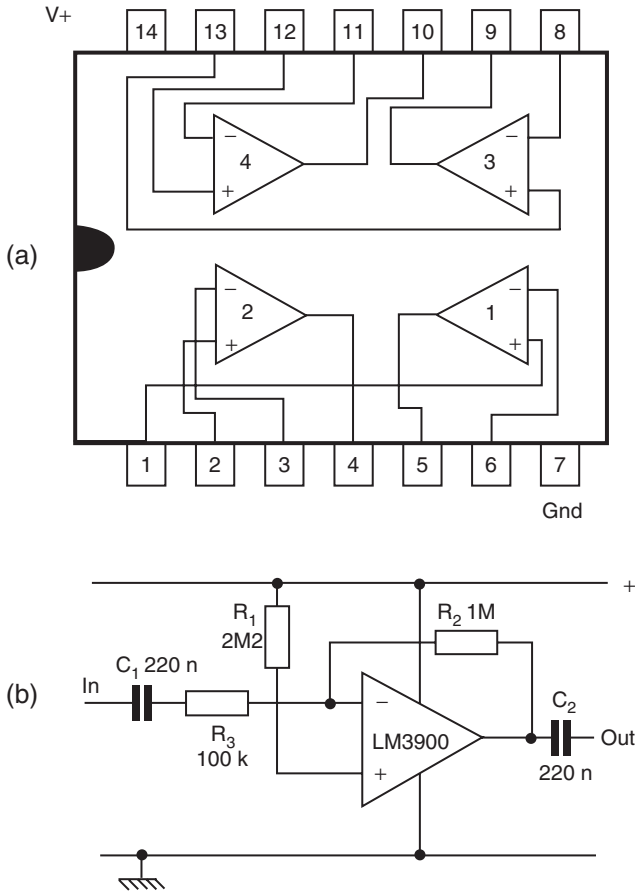 V+
14 13 12 11 10 9 8
− −
4 3
+ +
(a)
− −
2 1
+ +
1 2 3 4 5 6 7
Gnd
+
R1 R2 1M
2M2
C1 220 n
In
(b)
− C2
LM3900 Out
R3
100 k + 220 n